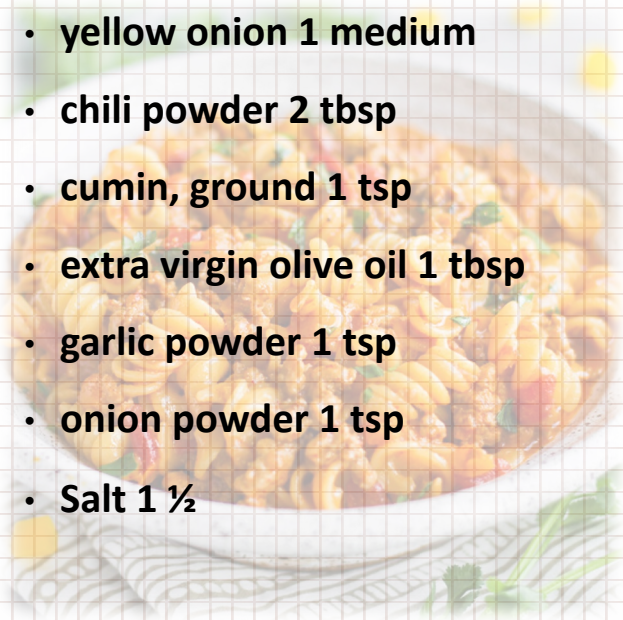 • yellow onion 1 medium
• chili powder 2 tbsp
• cumin, ground 1 tsp
• extra virgin olive oil 1 tbsp
• garlic powder 1 tsp
• onion powder 1 tsp
• Salt 1 ½